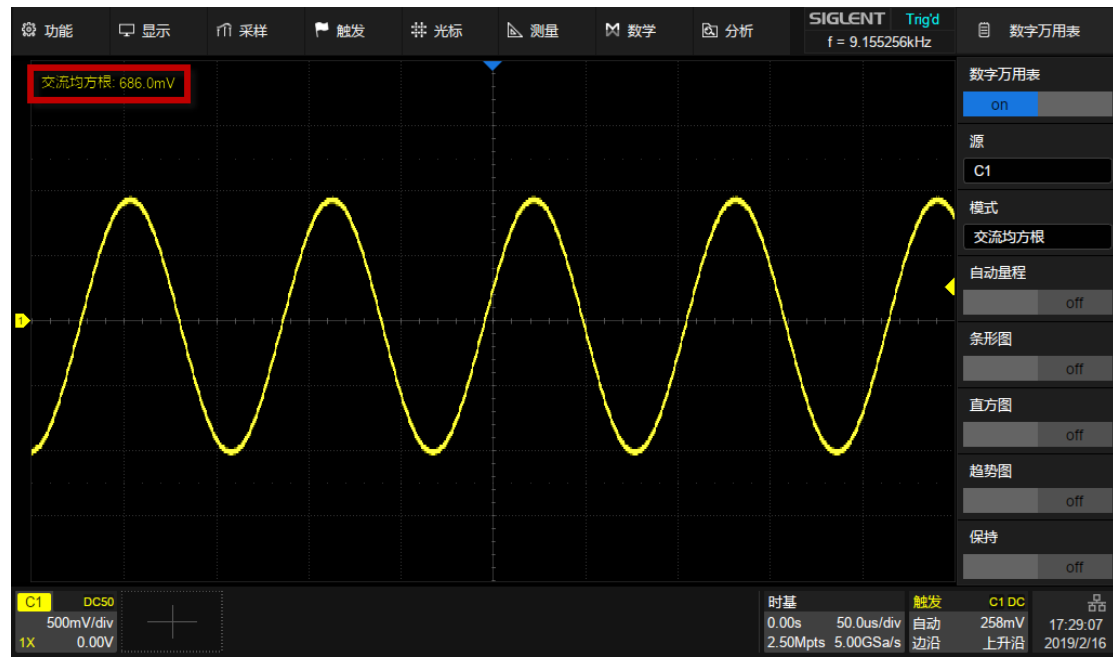 功能 显示 采样 触发 光标 测量 数学 分析 SIGLENT Trig'd
f = 9.155256kHz
数字万用表
交流均方根: 686.0mV
数字万用表
on
源
C1
模式
交流均方根
自动量程
off
条形图
off
直方图
off
趋势图
off
保持
off
1
C1 DC50
500mV/div
1X 0.00V
时基
0.00s 50.0us/div
2.50Mpts 5.00GSa/s
触发 C1 DC
自动 258mV
边沿 上升沿
17:29:07
2019/2/16